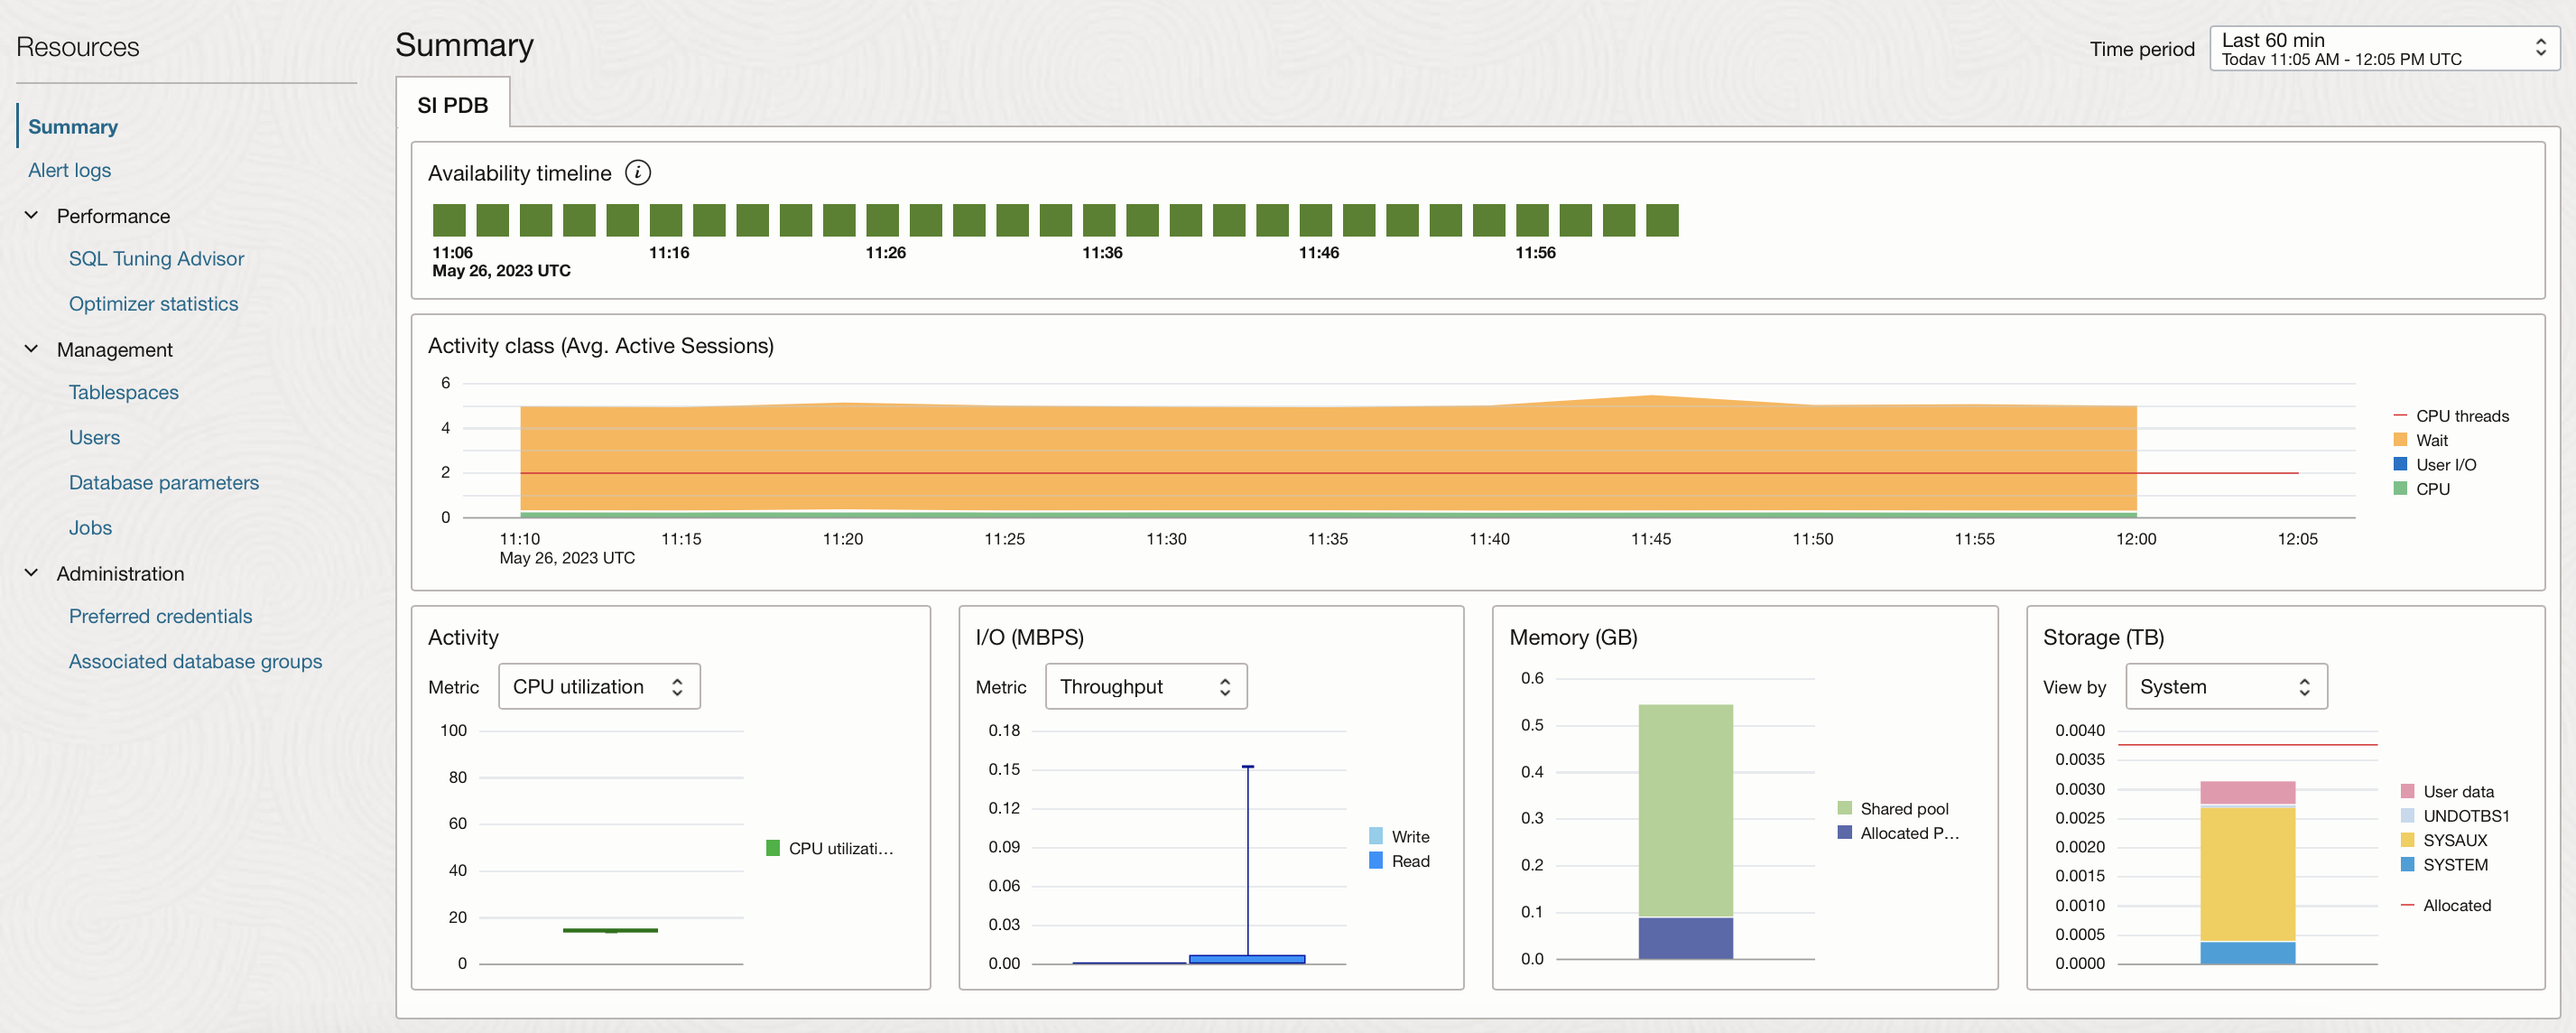 Resources
Summary
Alert logs
Performance
SQL Tuning Advisor
Optimizer statistics
Management
Tablespaces
Users
Database parameters
Jobs
Administration
Preferred credentials
Associated database groups
Summary
Time period
Last 60 min
Today 11:05 AM - 12:05 PM UTC
SI PDB
Availability timeline i
11:06 11:16 11:26 11:36 11:46 11:56
May 26, 2023 UTC
Activity class (Avg. Active Sessions)
6
4
2
0
11:10 11:15 11:20 11:25 11:30 11:35 11:40 11:45 11:50 11:55 12:00 12:05
May 26, 2023 UTC
CPU threads
Wait
User I/O
CPU
Activity
Metric CPU utilization
100
80
60
40
20
0
CPU utilizati...
I/O (MBPS)
Metric Throughput
0.18
0.15
0.12
0.09
0.06
0.03
0.00
Write
Read
Memory (GB)
0.6
0.5
0.4
0.3
0.2
0.1
0.0
Shared pool
Allocated P...
Storage (TB)
View by System
0.0040
0.0035
0.0030
0.0025
0.0020
0.0015
0.0010
0.0005
0.0000
User data
UNDOTBS1
SYSAUX
SYSTEM
Allocated